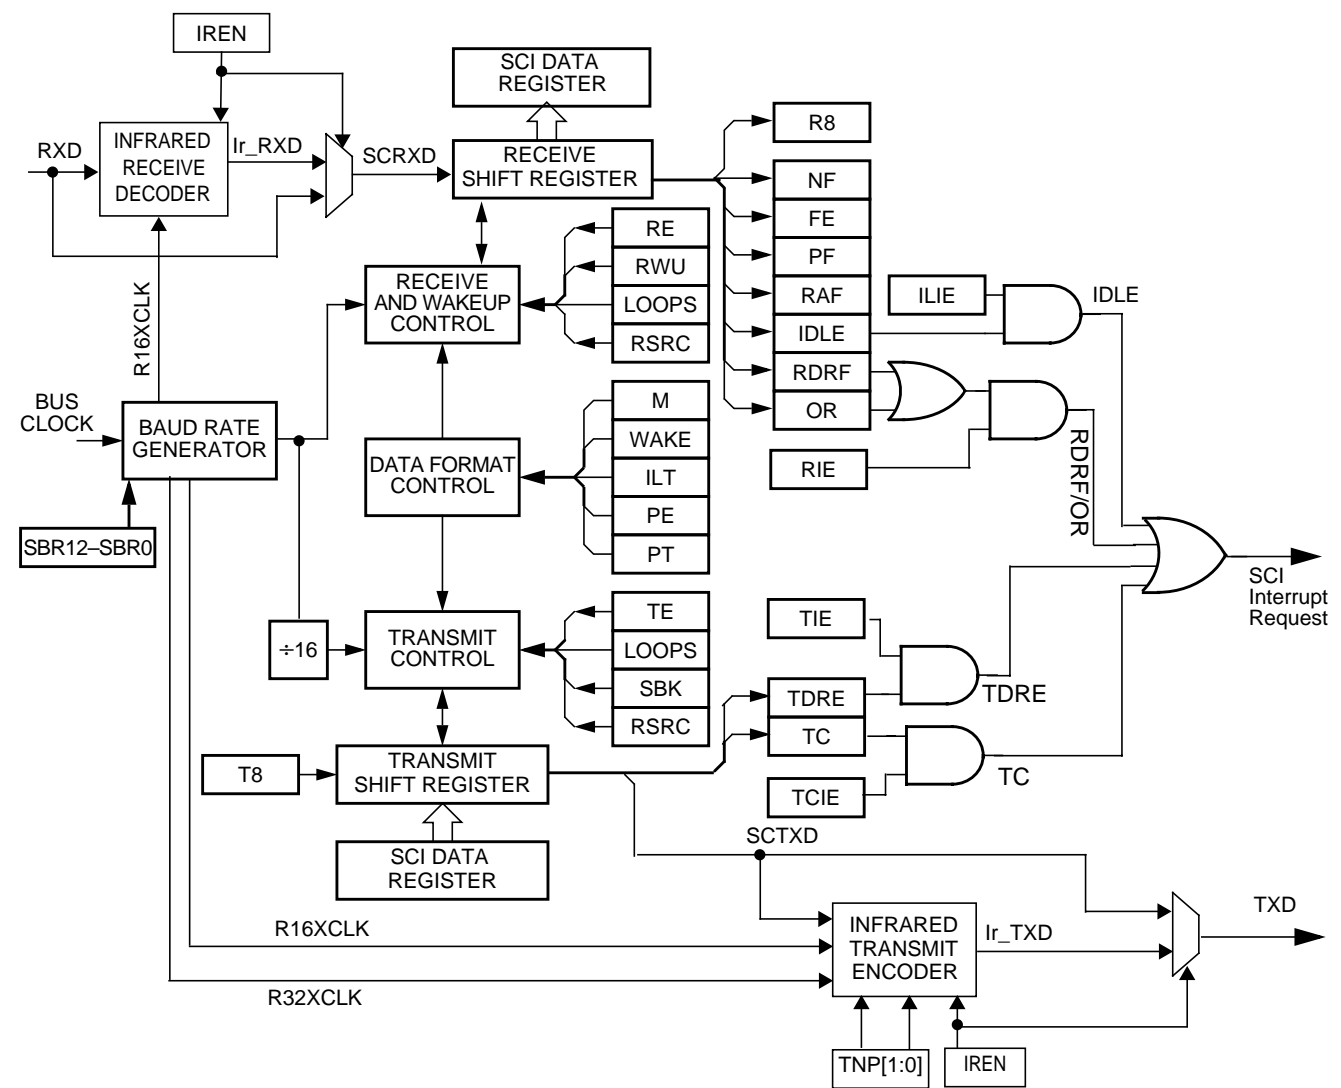 IREN
SCI DATA
REGISTER
R8
RXD
INFRARED
RECEIVE
DECODER
Ir_RXD
SCRXD
RECEIVE
SHIFT REGISTER
NF
FE
PF
RAF
IDLE
RDRF
OR
RE
RWU
LOOPS
RSRC
RECEIVE
AND WAKEUP
CONTROL
ILIE
IDLE
R16XCLK
BUS
CLOCK
BAUD RATE
GENERATOR
SBR12–SBR0
DATA FORMAT
CONTROL
M
WAKE
ILT
PE
PT
RIE
RDRF/OR
SCI
Interrupt
Request
÷16
TRANSMIT
CONTROL
TE
LOOPS
SBK
RSRC
TIE
TDRE
TDRE
TC
TC
TCIE
T8
TRANSMIT
SHIFT REGISTER
SCI DATA
REGISTER
SCTXD
R16XCLK
R32XCLK
INFRARED
TRANSMIT
ENCODER
Ir_TXD
TXD
TNP[1:0]
IREN